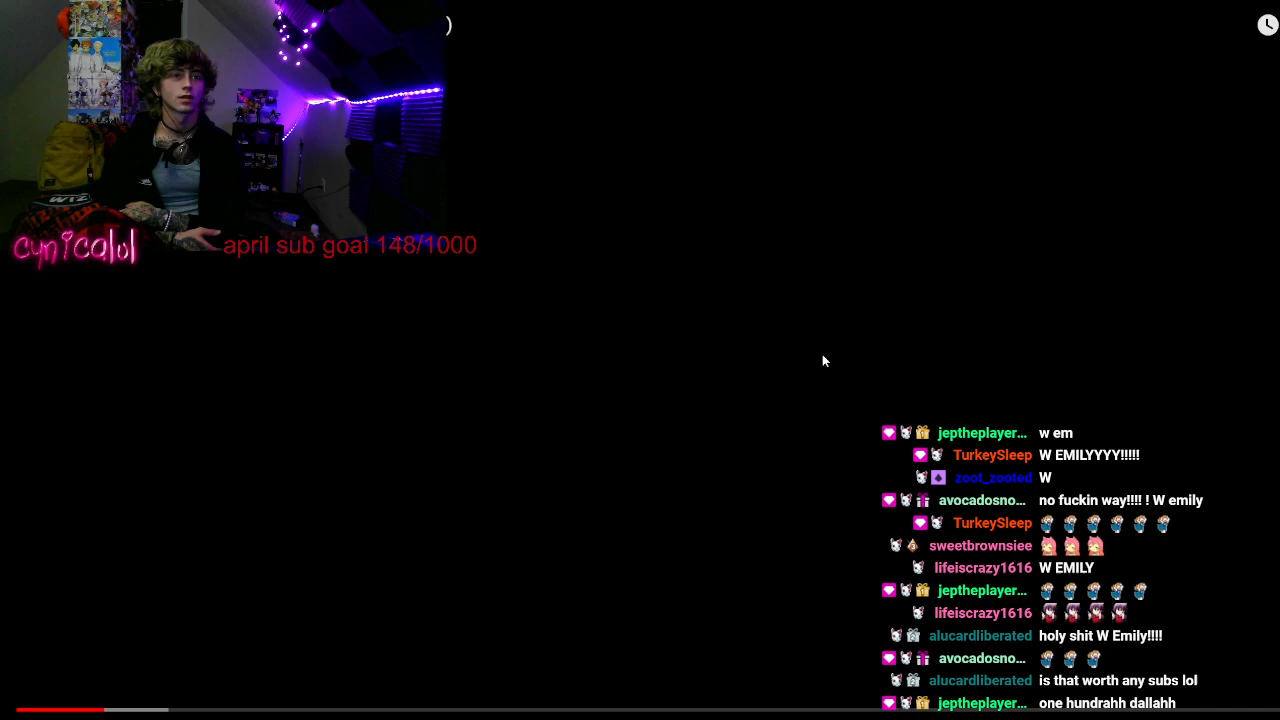 )
WIZ
cynicalol
april sub goal 148/1000
jeptheplayer... w em
TurkeySleep W EMILYYYY!!!!!
zoot_zooted W
avocadosno... no fuckin way!!!! ! W emily
TurkeySleep
sweetbrownsiee
lifeiscrazy1616 W EMILY
jeptheplayer...
lifeiscrazy1616
alucardliberated holy shit W Emily!!!!
avocadosno...
alucardliberated is that worth any subs lol
jeptheplayer... one hundrahh dallahh